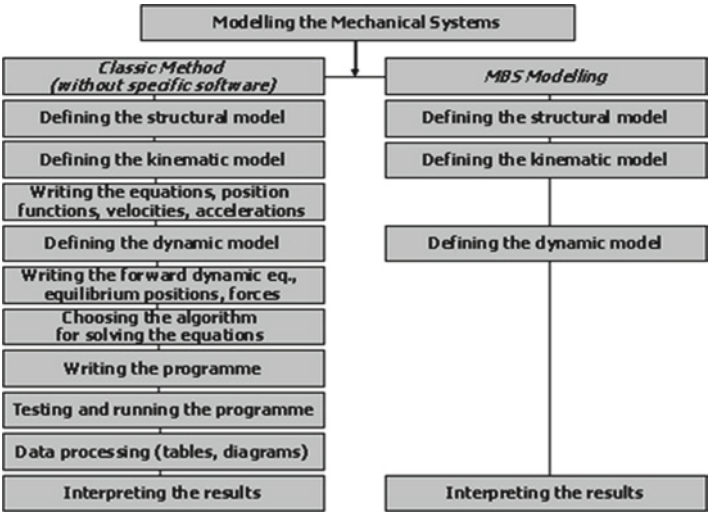 Modelling the Mechanical Systems
Classic Method
(without specific software)
Defining the structural model
Defining the kinematic model
Writing the equations, position
functions, velocities, accelerations
Defining the dynamic model
Writing the forward dynamic eq.,
equilibrium positions, forces
Choosing the algorithm
for solving the equations
Writing the programme
Testing and running the programme
Data processing (tables, diagrams)
Interpreting the results
MBS Modelling
Defining the structural model
Defining the kinematic model
Defining the dynamic model
Interpreting the results